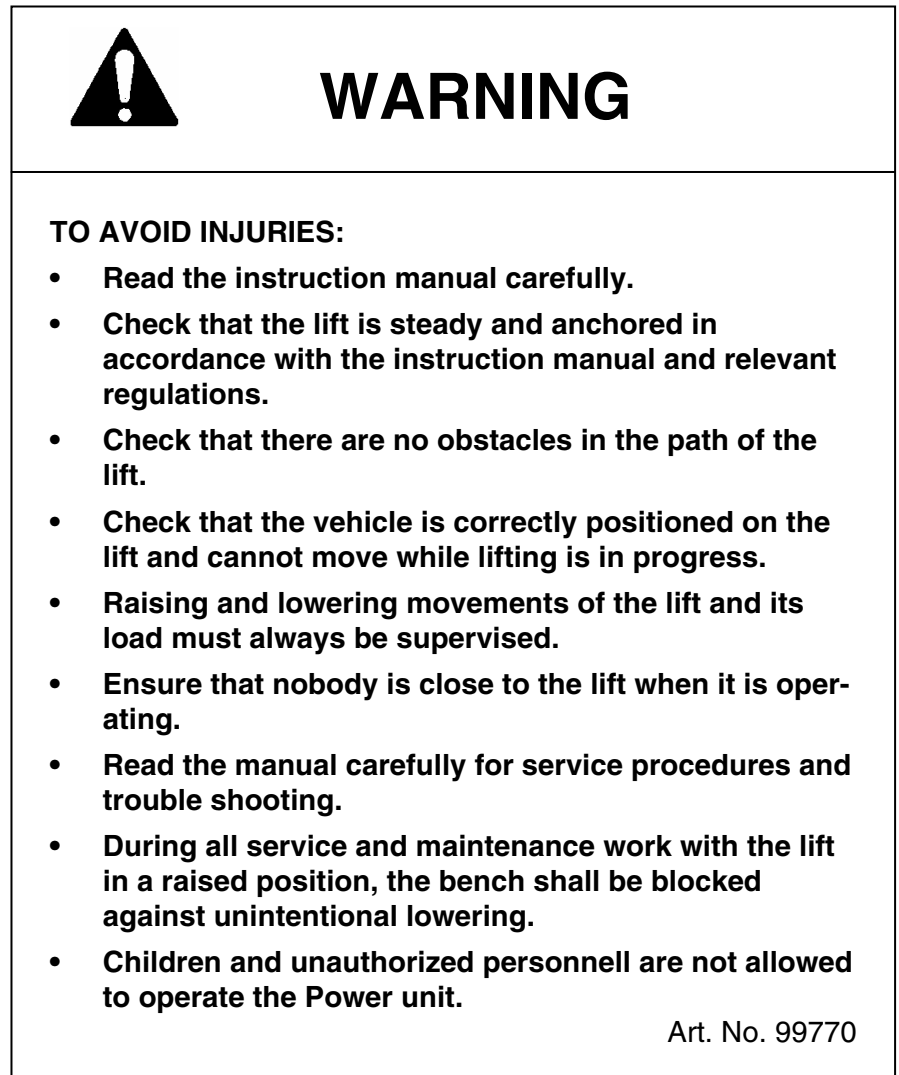 WARNING
TO AVOID INJURIES:
• Read the instruction manual carefully.
• Check that the lift is steady and anchored in
accordance with the instruction manual and relevant
regulations.
• Check that there are no obstacles in the path of the
lift.
• Check that the vehicle is correctly positioned on the
lift and cannot move while lifting is in progress.
• Raising and lowering movements of the lift and its
load must always be supervised.
• Ensure that nobody is close to the lift when it is oper-
ating.
• Read the manual carefully for service procedures and
trouble shooting.
• During all service and maintenance work with the lift
in a raised position, the bench shall be blocked
against unintentional lowering.
• Children and unauthorized personnell are not allowed
to operate the Power unit.
Art. No. 99770